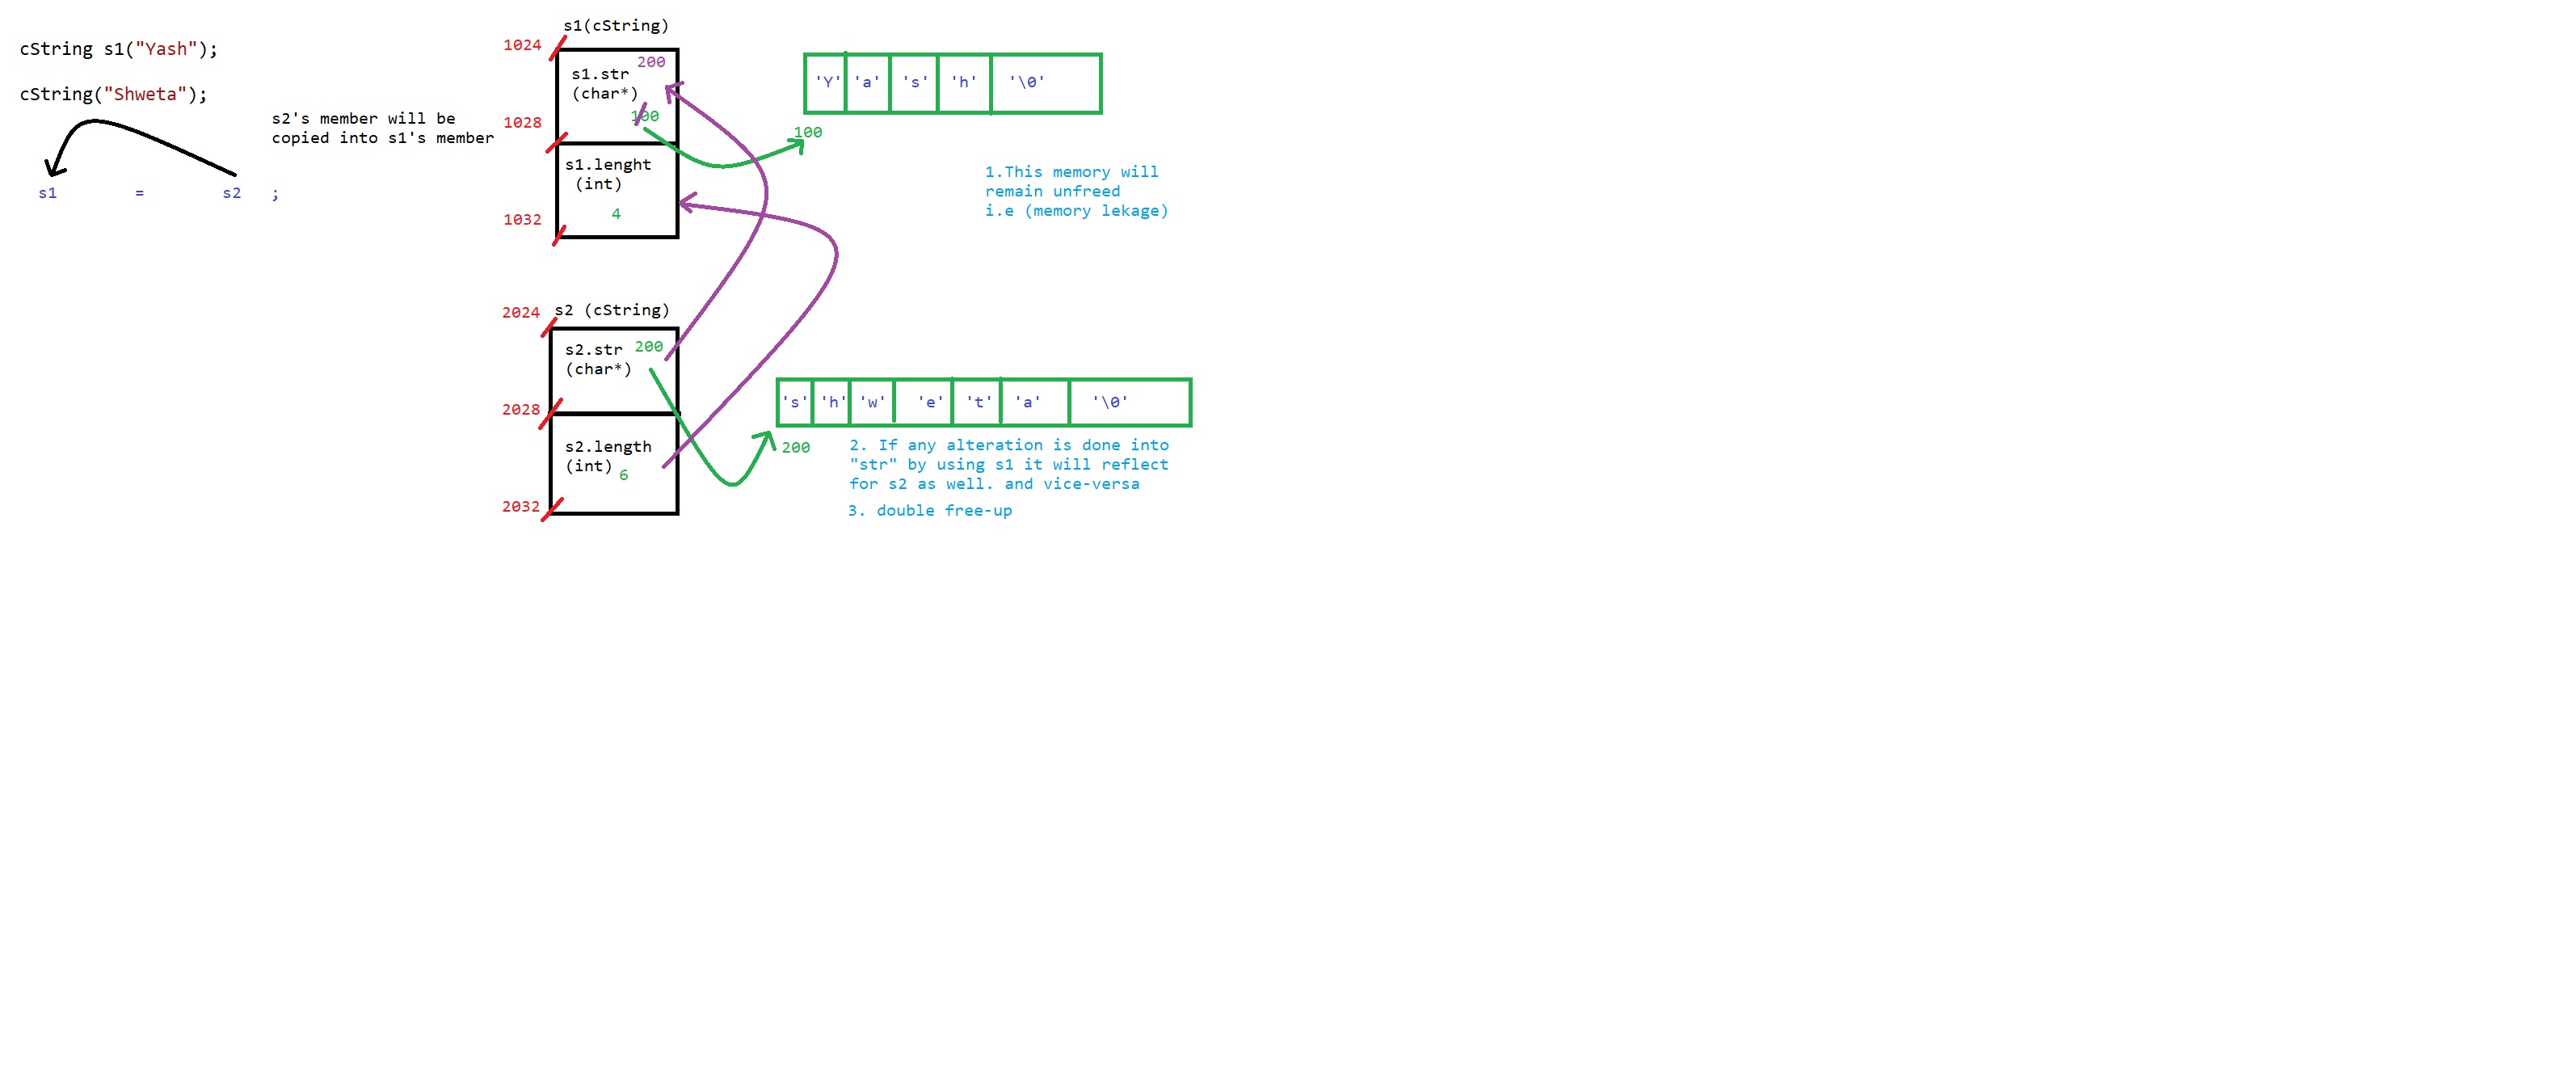 cString s1("Yash");
cString("Shweta");
s2's member will be
copied into s1's member
s1 = s2 ;
s1(cString)
1024
s1.str
200
(char*)
100
1028
s1.lenght
(int)
4
1032
'Y' 'a' 's' 'h' '\0'
100
1.This memory will
remain unfreed
i.e (memory lekage)
s2 (cString)
2024
s2.str
200
(char*)
2028
s2.length
(int)
6
2032
's' 'h' 'w' 'e' 't' 'a' '\0'
200
2. If any alteration is done into
"str" by using s1 it will reflect
for s2 as well. and vice-versa
3. double free-up